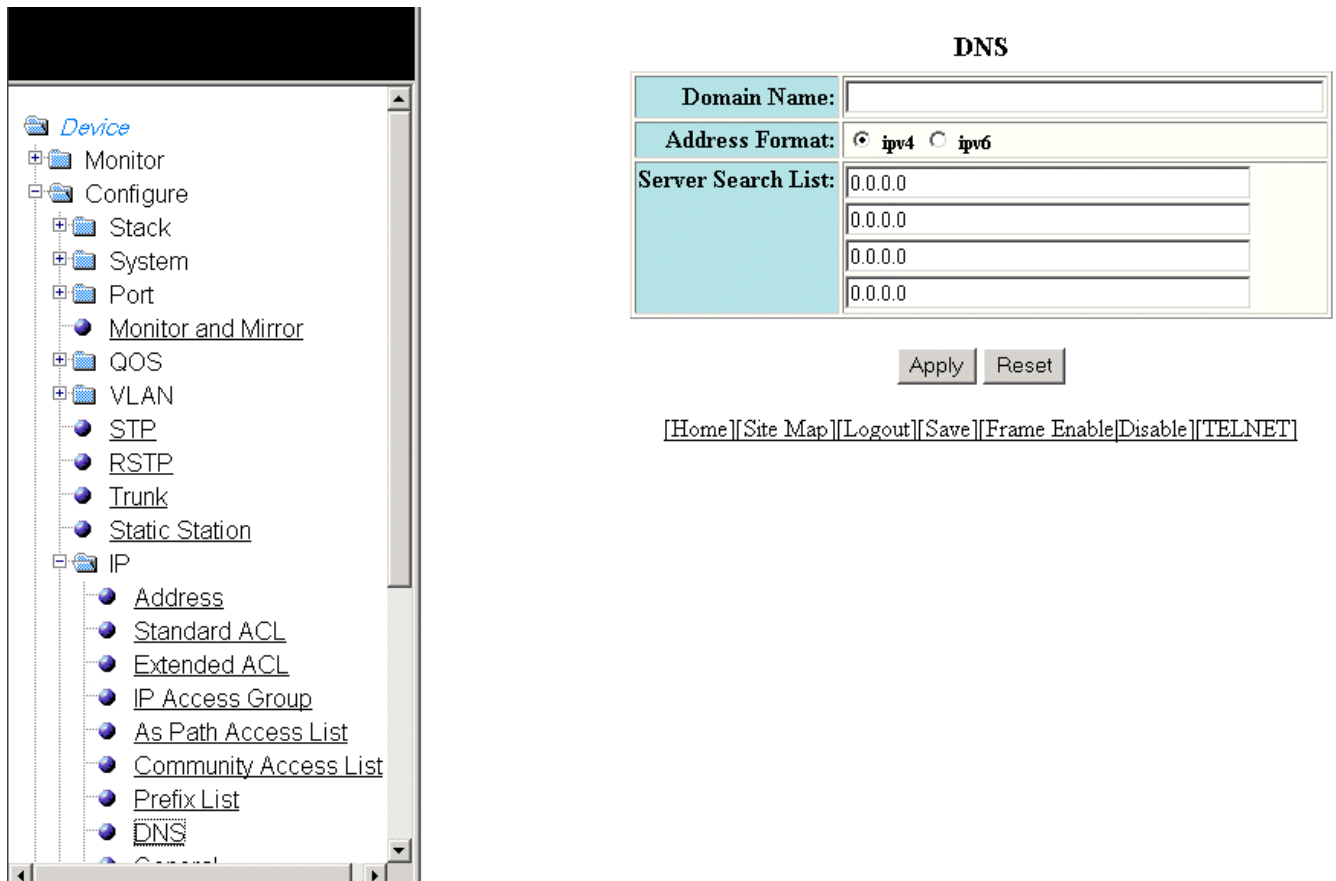 Device
Monitor
Configure
Stack
System
Port
Monitor and Mirror
QOS
VLAN
STP
RSTP
Trunk
Static Station
IP
Address
Standard ACL
Extended ACL
IP Access Group
As Path Access List
Community Access List
Prefix List
DNS
General
DNS
Domain Name:
Address Format: ipv4 ipv6
Server Search List: 0.0.0.0
0.0.0.0
0.0.0.0
0.0.0.0
Apply Reset
[Home][Site Map][Logout][Save][Frame Enable|Disable][TELNET]